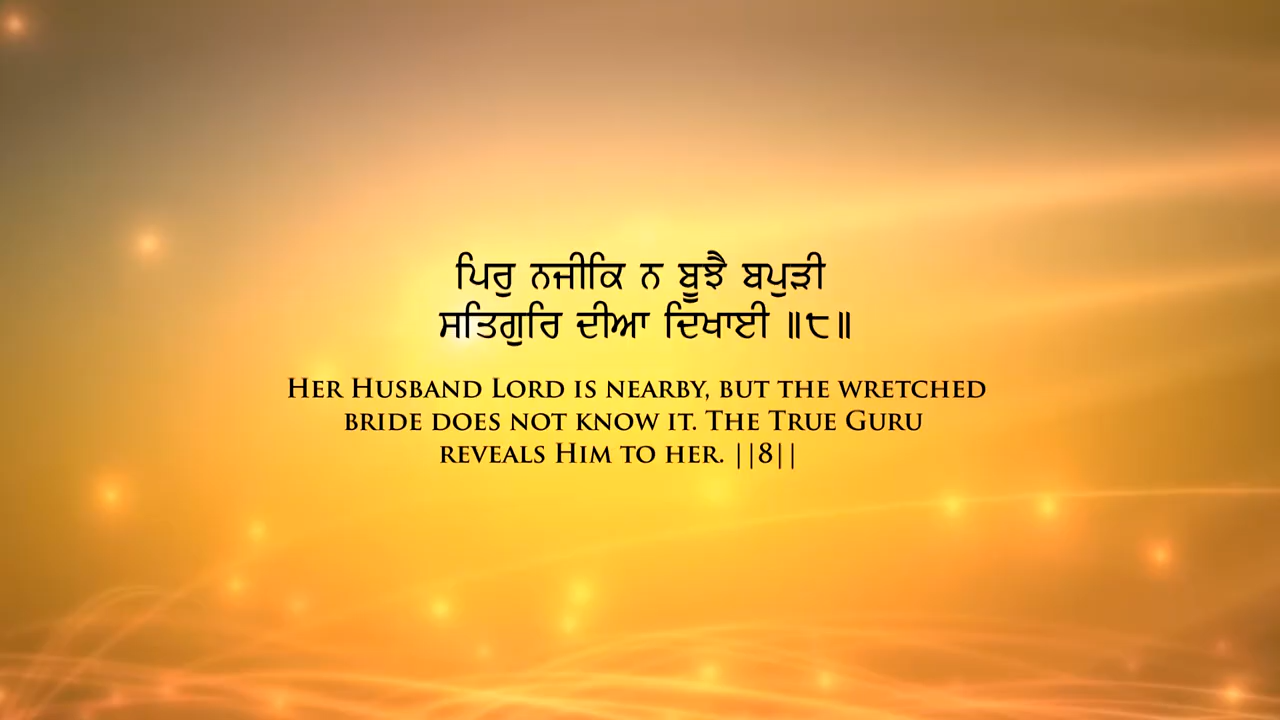 ਪਿਰੁ ਨਜੀਕਿ ਨ ਬੂਝੈ ਬਪੁੜੀ
ਸਤਿਗੁਰਿ ਦੀਆ ਦਿਖਾਈ ॥੮॥
Her Husband Lord is nearby, but the wretched
bride does not know it. The True Guru
reveals Him to her. ||8||